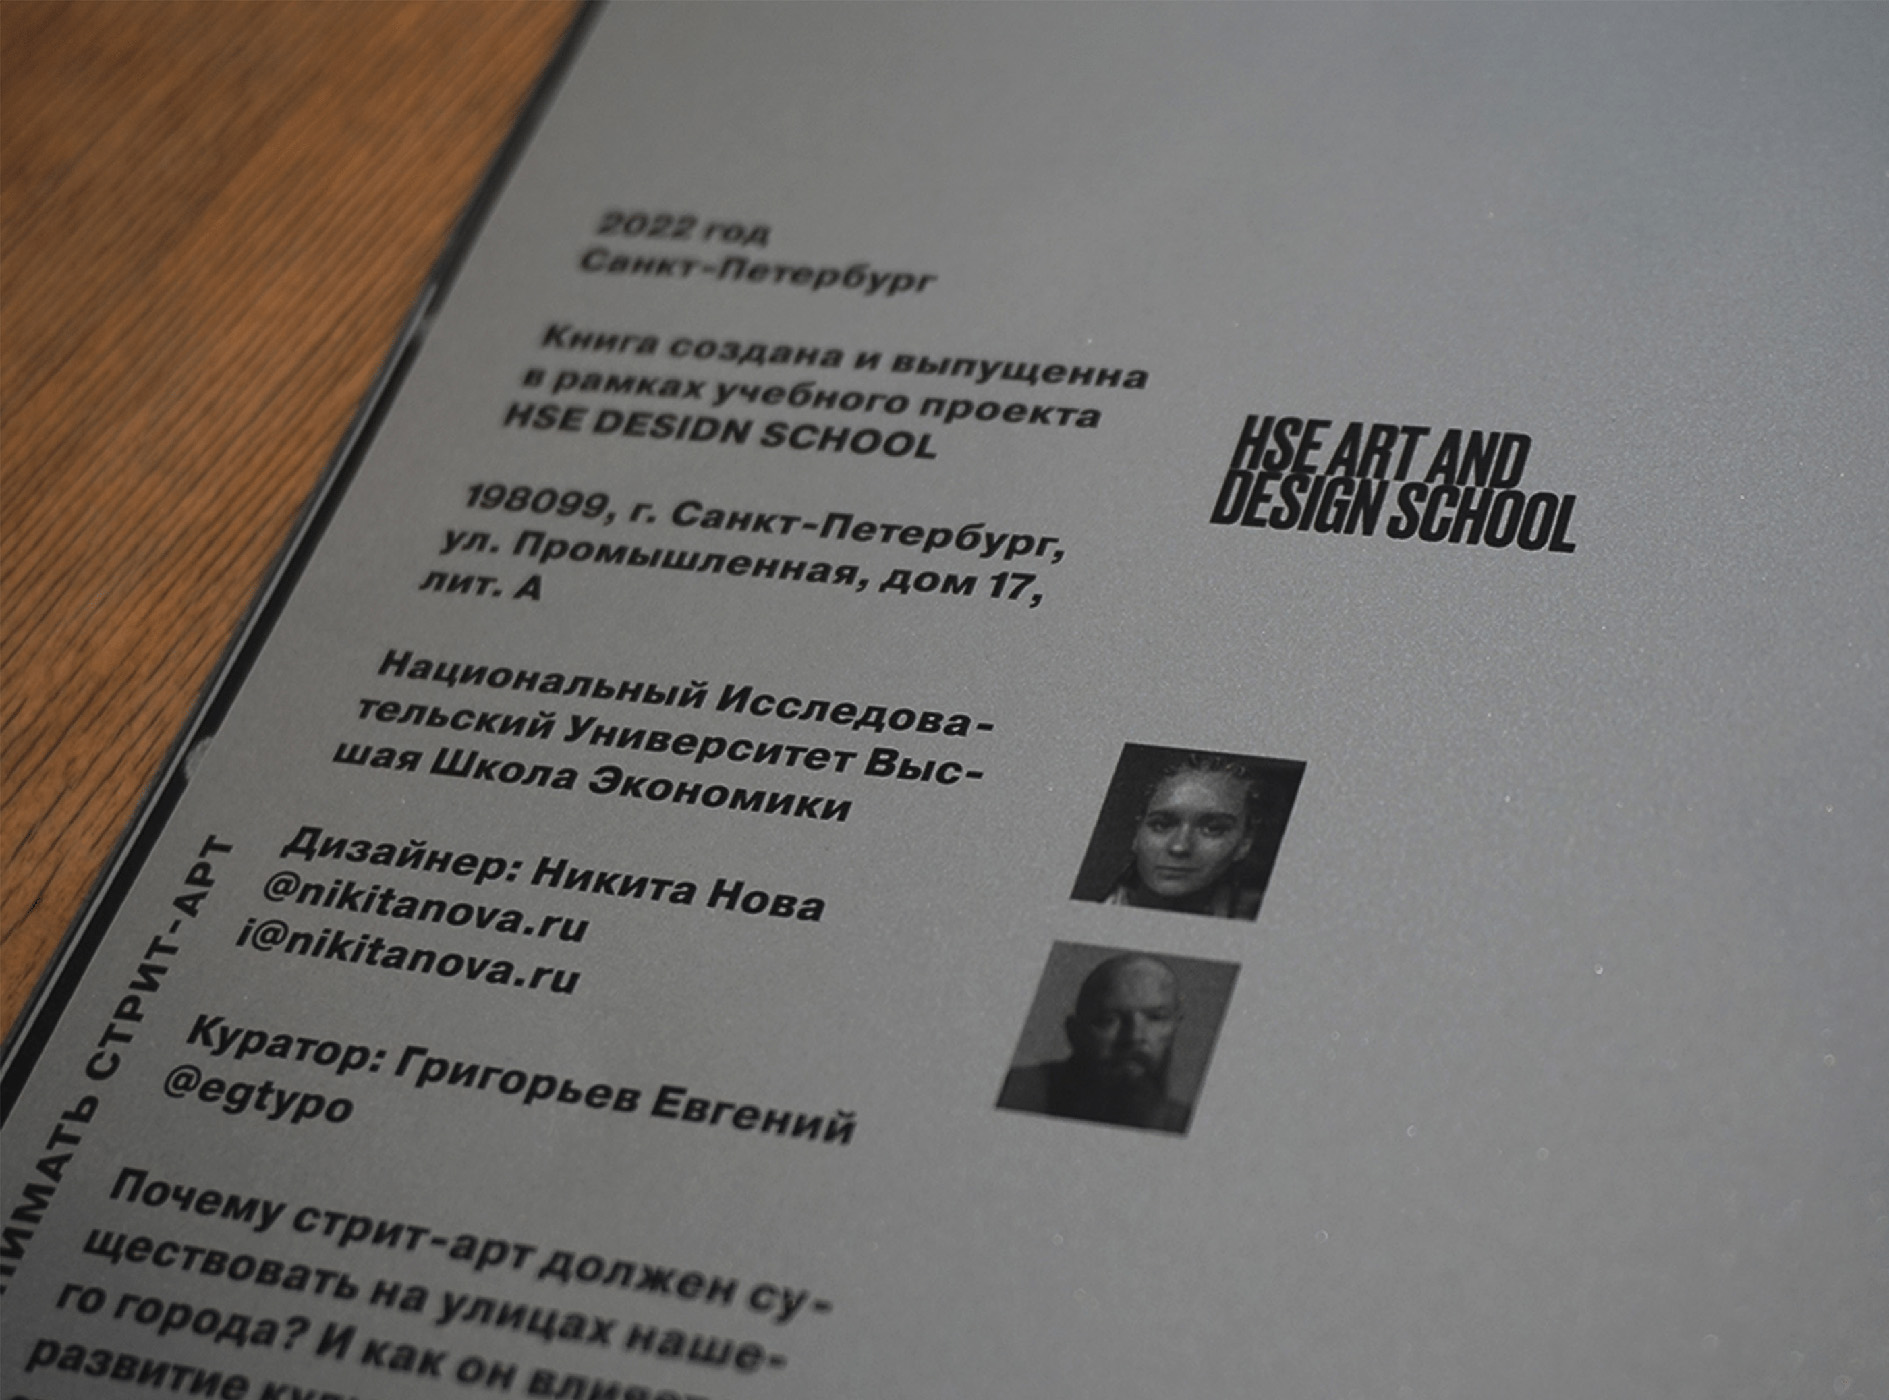 2022 год
Санкт-Петербург
Книга создана и выпущенна
в рамках учебного проекта
HSE DESIDN SCHOOL
HSE ART AND
DESIGN SCHOOL
198099, г. Санкт-Петербург,
ул. Промышленная, дом 17,
лит. А
Национальный Исследова-
тельский Университет Выс-
шая Школа Экономики
Дизайнер: Никита Нова
@nikitanova.ru
i@nikitanova.ru
Куратор: Григорьев Евгений
@egtypo
Почему стрит-арт должен су-
ществовать на улицах наше-
го города? И как он
развитие
СТРИТ-АРТ